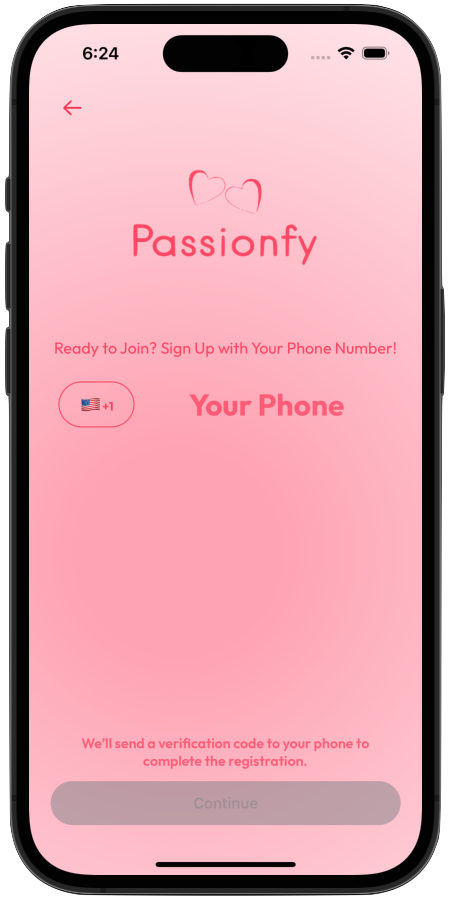 6:24
Passionfy
Ready to Join? Sign Up with Your Phone Number!
🇺🇸 +1
Your Phone
We'll send a verification code to your phone to
complete the registration.
Continue